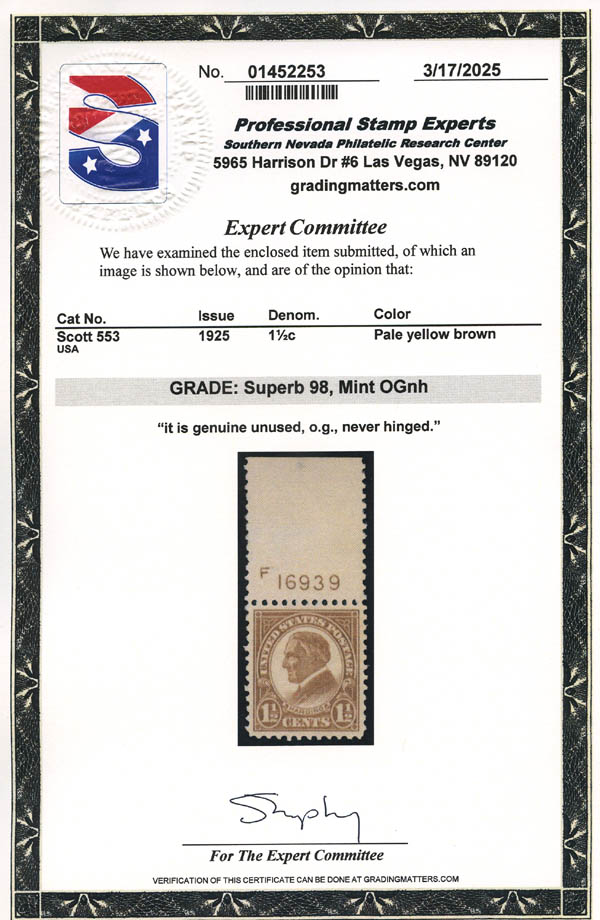 No. 01452253 3/17/2025
Professional Stamp Experts
Southern Nevada Philatelic Research Center
5965 Harrison Dr #6 Las Vegas, NV 89120
gradingmatters.com
Expert Committee
We have examined the enclosed item submitted, of which an
image is shown below, and are of the opinion that:
Cat No. Issue Denom. Color
Scott 553 1925 1½c Pale yellow brown
USA
GRADE: Superb 98, Mint OGnh
“it is genuine unused, o.g., never hinged.”
F 16939
UNITED STATES POSTAGE
HARDING
1½ CENTS 1½
For The Expert Committee
VERIFICATION OF THIS CERTIFICATE CAN BE DONE AT GRADINGMATTERS.COM